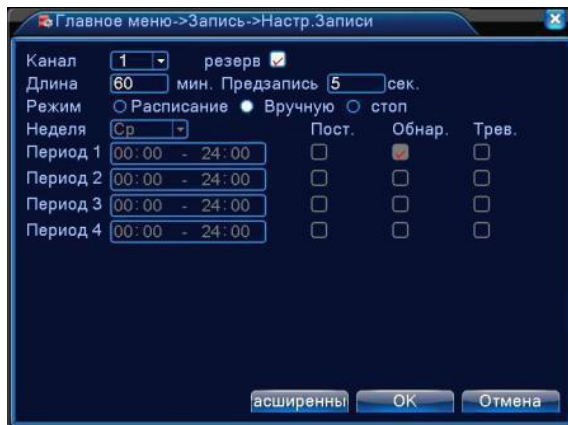 Главное меню->Запись->Настр.Записи
Канал 1 резерв
Длина 60 мин. Предзапись 5 сек.
Режим Расписание Вручную стоп
Неделя Ср Пост. Обнар. Трев.
Период 1 00:00 - 24:00
Период 2 00:00 - 24:00
Период 3 00:00 - 24:00
Период 4 00:00 - 24:00
асширенны OK Отмена